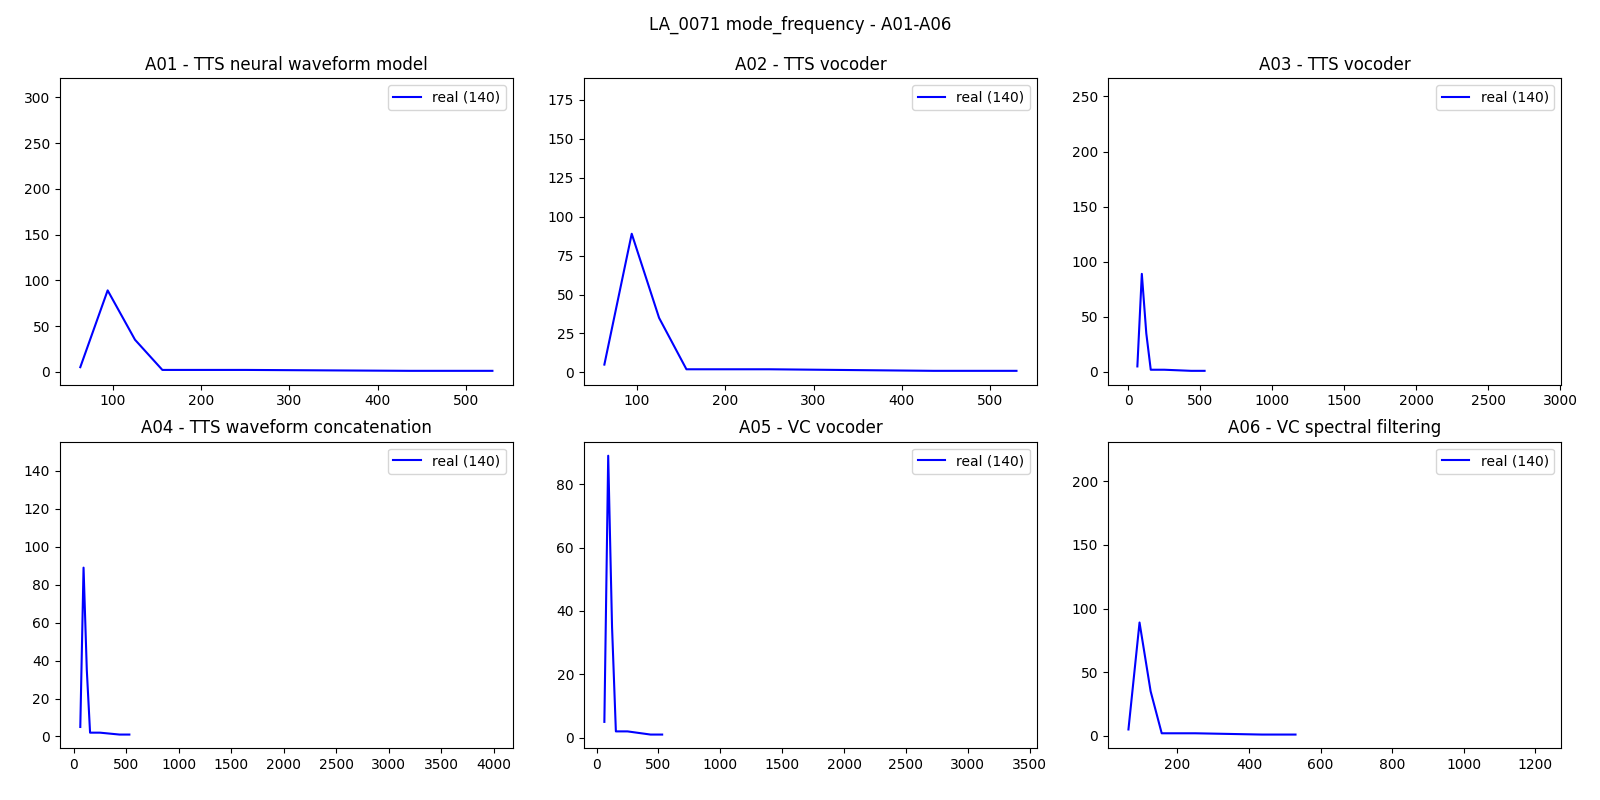 LA_0071 mode_frequency - A01-A06
A01 - TTS neural waveform model
300
250
200
150
100
50
0
real (140)
100 200 300 400 500
A02 - TTS vocoder
175
150
125
100
75
50
25
0
real (140)
100 200 300 400 500
A03 - TTS vocoder
250
200
150
100
50
0
real (140)
0 500 1000 1500 2000 2500 3000
A04 - TTS waveform concatenation
140
120
100
80
60
40
20
0
real (140)
0 500 1000 1500 2000 2500 3000 3500 4000
A05 - VC vocoder
80
60
40
20
0
real (140)
0 500 1000 1500 2000 2500 3000 3500
A06 - VC spectral filtering
200
150
100
50
0
real (140)
200 400 600 800 1000 1200